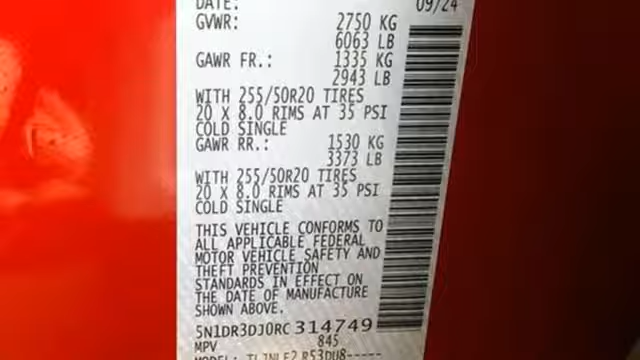 DATE: 09/24
GVWR: 2750 KG
6063 LB
GAWR FR.: 1335 KG
2943 LB
WITH 255/50R20 TIRES
20 X 8.0 RIMS AT 35 PSI
COLD SINGLE
GAWR RR.: 1530 KG
3373 LB
WITH 255/50R20 TIRES
20 X 8.0 RIMS AT 35 PSI
COLD SINGLE
THIS VEHICLE CONFORMS TO
ALL APPLICABLE FEDERAL
MOTOR VEHICLE SAFETY AND
THEFT PREVENTION
STANDARDS IN EFFECT ON
THE DATE OF MANUFACTURE
SHOWN ABOVE.
5N1DR3DJ0RC314749
MPV 845
MODEL: